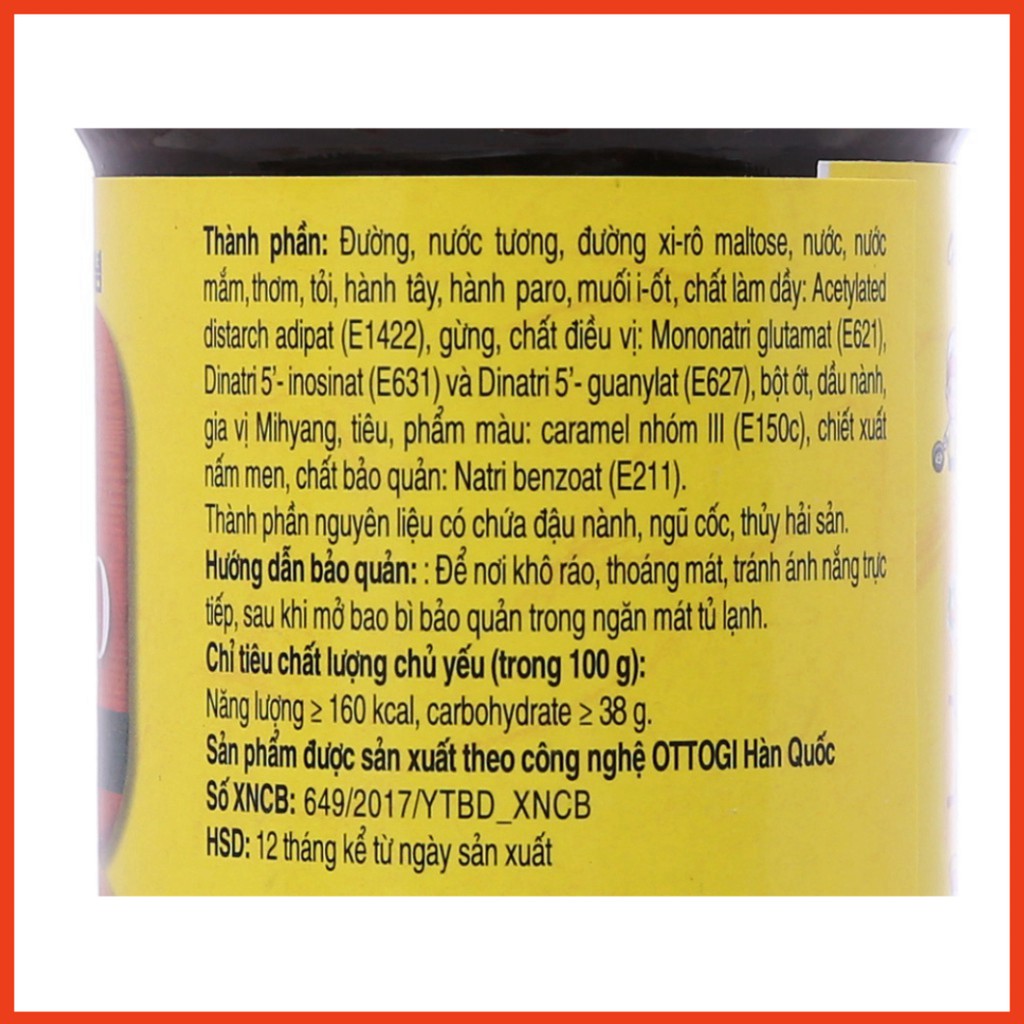 Thành phần: Đường, nước tương, đường xi-rô maltose, nước, nước
mắm, thơm, tỏi, hành tây, hành paro, muối i-ốt, chất làm dầy: Acetylated
distarch adipat (E1422), gừng, chất điều vị: Mononatri glutamat (E621),
Dinatri 5'- inosinat (E631) và Dinatri 5'- guanylat (E627), bột ớt, dầu nành,
gia vị Mihyang, tiêu, phẩm màu: caramel nhóm III (E150c), chiết xuất
nấm men, chất bảo quản: Natri benzoat (E211).
Thành phần nguyên liệu có chứa đậu nành, ngũ cốc, thủy hải sản.
Hướng dẫn bảo quản: : Để nơi khô ráo, thoáng mát, tránh ánh nắng trực
tiếp, sau khi mở bao bì bảo quản trong ngăn mát tủ lạnh.
Chỉ tiêu chất lượng chủ yếu (trong 100 g):
Năng lượng ≥ 160 kcal, carbohydrate ≥ 38 g.
Sản phẩm được sản xuất theo công nghệ OTTOGI Hàn Quốc
Số XNCB: 649/2017/YTBD_XNCB
HSD: 12 tháng kể từ ngày sản xuất